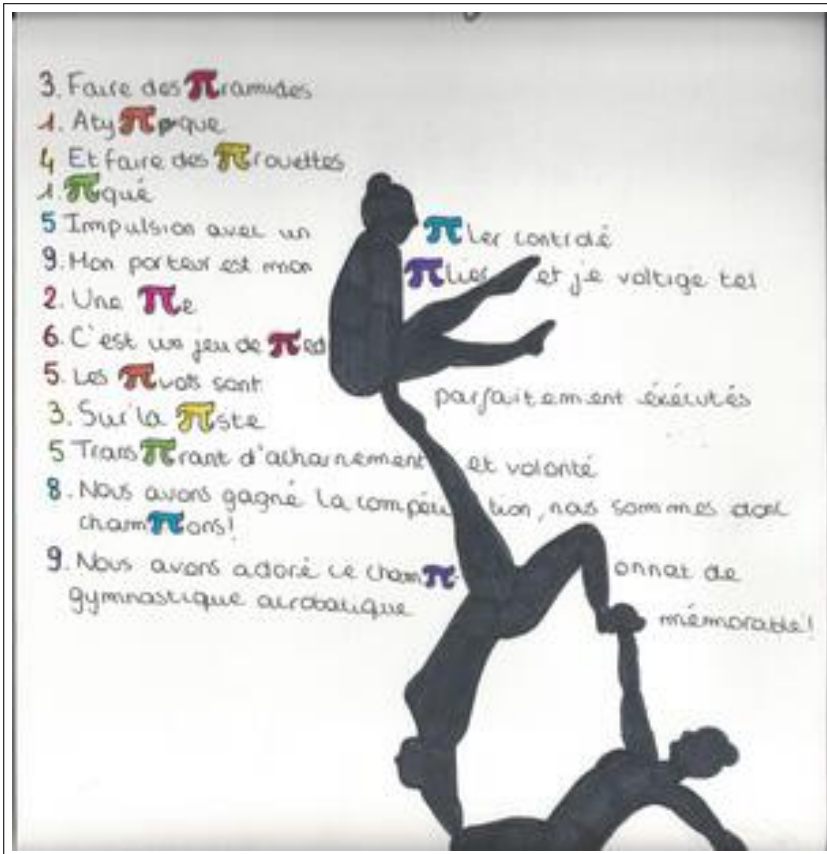 3. Faire des πramides
1. Atyπque
4 Et faire des πrouettes
1. πqué
5 Impulsion avec un πler contrôlé
9. Mon porteur est mon πlier et je voltige tel
2. Une πe
6. C'est un jeu de πed
5. Les πvots sont parfaitement éxécutés
3. Sur la πste
5 Transπrant d'acharnement et volonté
8. Nous avons gagné la compétition, nous sommes donc
chamπons!
9. Nous avons adoré ce chamπonnat de
gymnastique acrobatique mémorable!